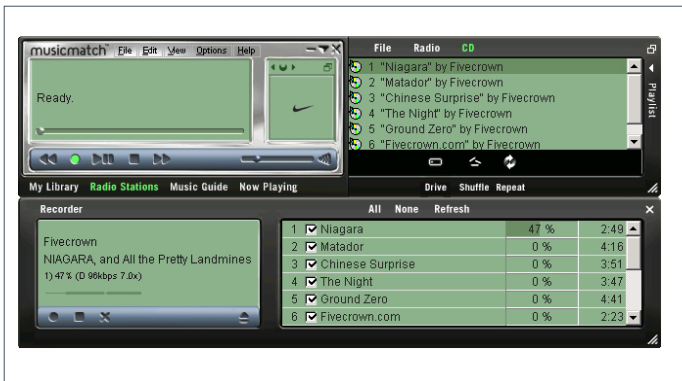 musicmatch File Edit View Options Help
Ready.
My Library Radio Stations Music Guide Now Playing
File Radio CD
1 "Niagara" by Fivecrown
2 "Matador" by Fivecrown
3 "Chinese Surprise" by Fivecrown
4 "The Night" by Fivecrown
5 "Ground Zero" by Fivecrown
6 "Fivecrown.com" by Fivecrown
Drive Shuffle Repeat
Playlist
Recorder
Fivecrown
NIAGARA, and All the Pretty Landmines
1) 47% (D 96kbps 7.0x)
All None Refresh
1 Niagara 47 % 2:49
2 Matador 0 % 4:16
3 Chinese Surprise 0 % 3:51
4 The Night 0 % 3:47
5 Ground Zero 0 % 4:41
6 Fivecrown.com 0 % 2:23